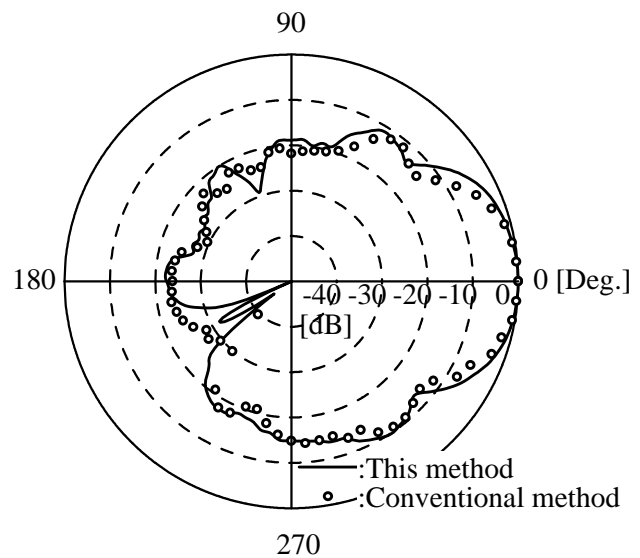 90
180
-40 -30 -20 -10 0
0 [Deg.]
[dB]
:This method
:Conventional method
270